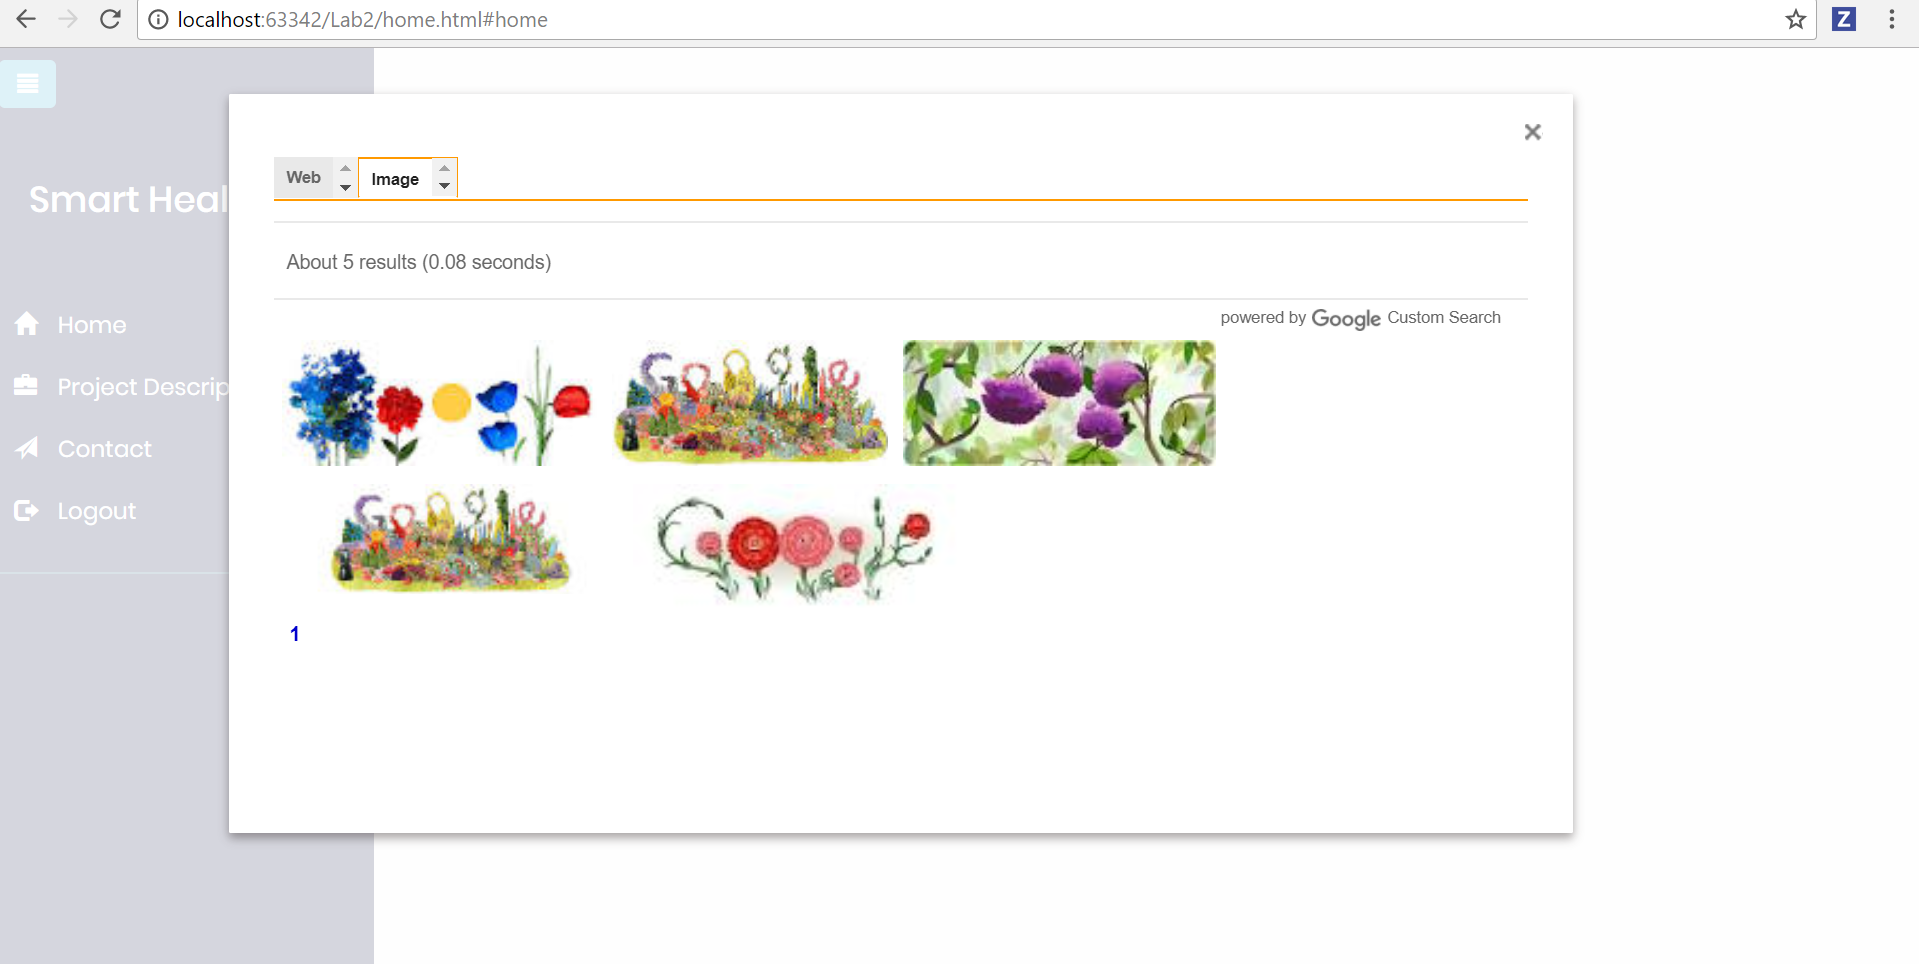 localhost:63342/Lab2/home.html#home
Z
Smart Heal
Home
Project Descrip
Contact
Logout
Web
Image
About 5 results (0.08 seconds)
powered by Google Custom Search
1